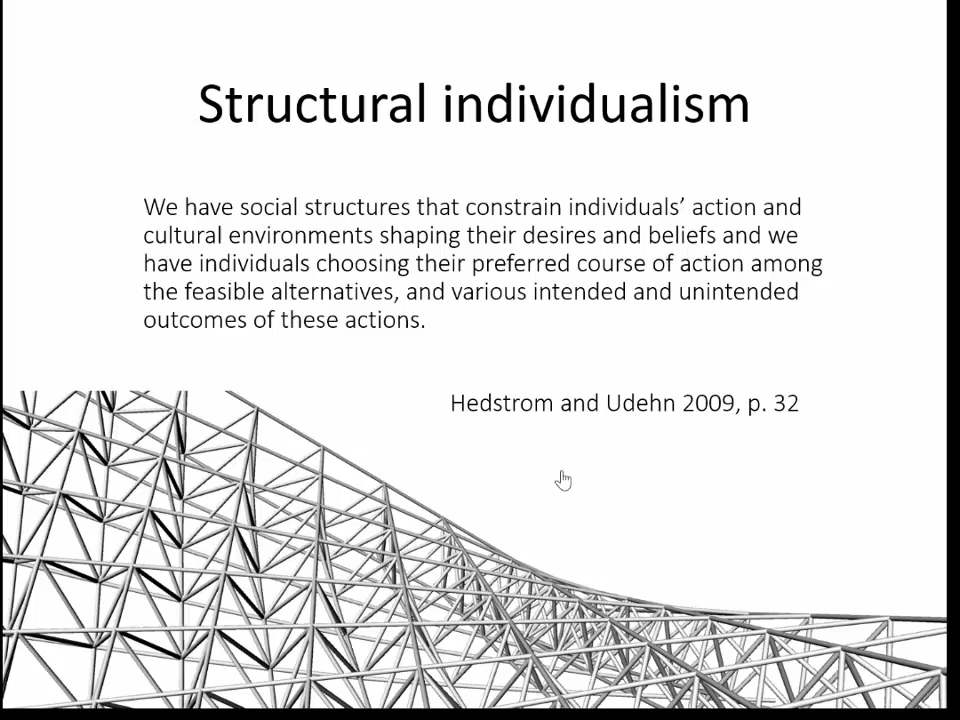 Structural individualism
We have social structures that constrain individuals’ action and
cultural environments shaping their desires and beliefs and we
have individuals choosing their preferred course of action among
the feasible alternatives, and various intended and unintended
outcomes of these actions.
Hedstrom and Udehn 2009, p. 32